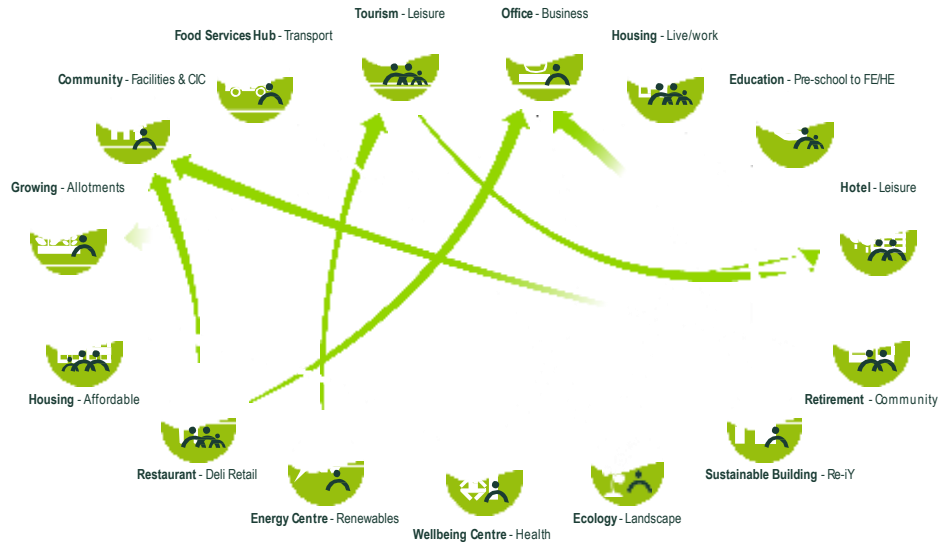 Tourism - Leisure
Office - Business
Food Services Hub - Transport
Housing - Live/work
Community - Facilities & CIC
Education - Pre-school to FE/HE
Growing - Allotments
Hotel - Leisure
Housing - Affordable
Retirement - Community
Restaurant - Deli Retail
Sustainable Building - Re-iY
Energy Centre - Renewables
Ecology - Landscape
Wellbeing Centre - Health